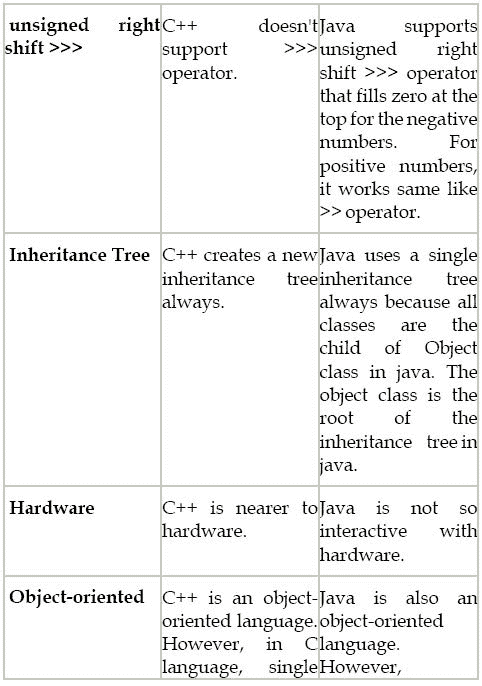 unsigned right
shift >>>
C++ doesn't
support >>>
operator.
Java supports
unsigned right
shift >>> operator
that fills zero at the
top for the negative
numbers. For
positive numbers,
it works same like
>> operator.
Inheritance Tree
C++ creates a new
inheritance tree
always.
Java uses a single
inheritance tree
always because all
classes are the
child of Object
class in java. The
object class is the
root of the
inheritance tree in
java.
Hardware
C++ is nearer to
hardware.
Java is not so
interactive with
hardware.
Object-oriented
C++ is an object-
oriented language.
However, in C
language, single
Java is also an
object-oriented
language.
However,